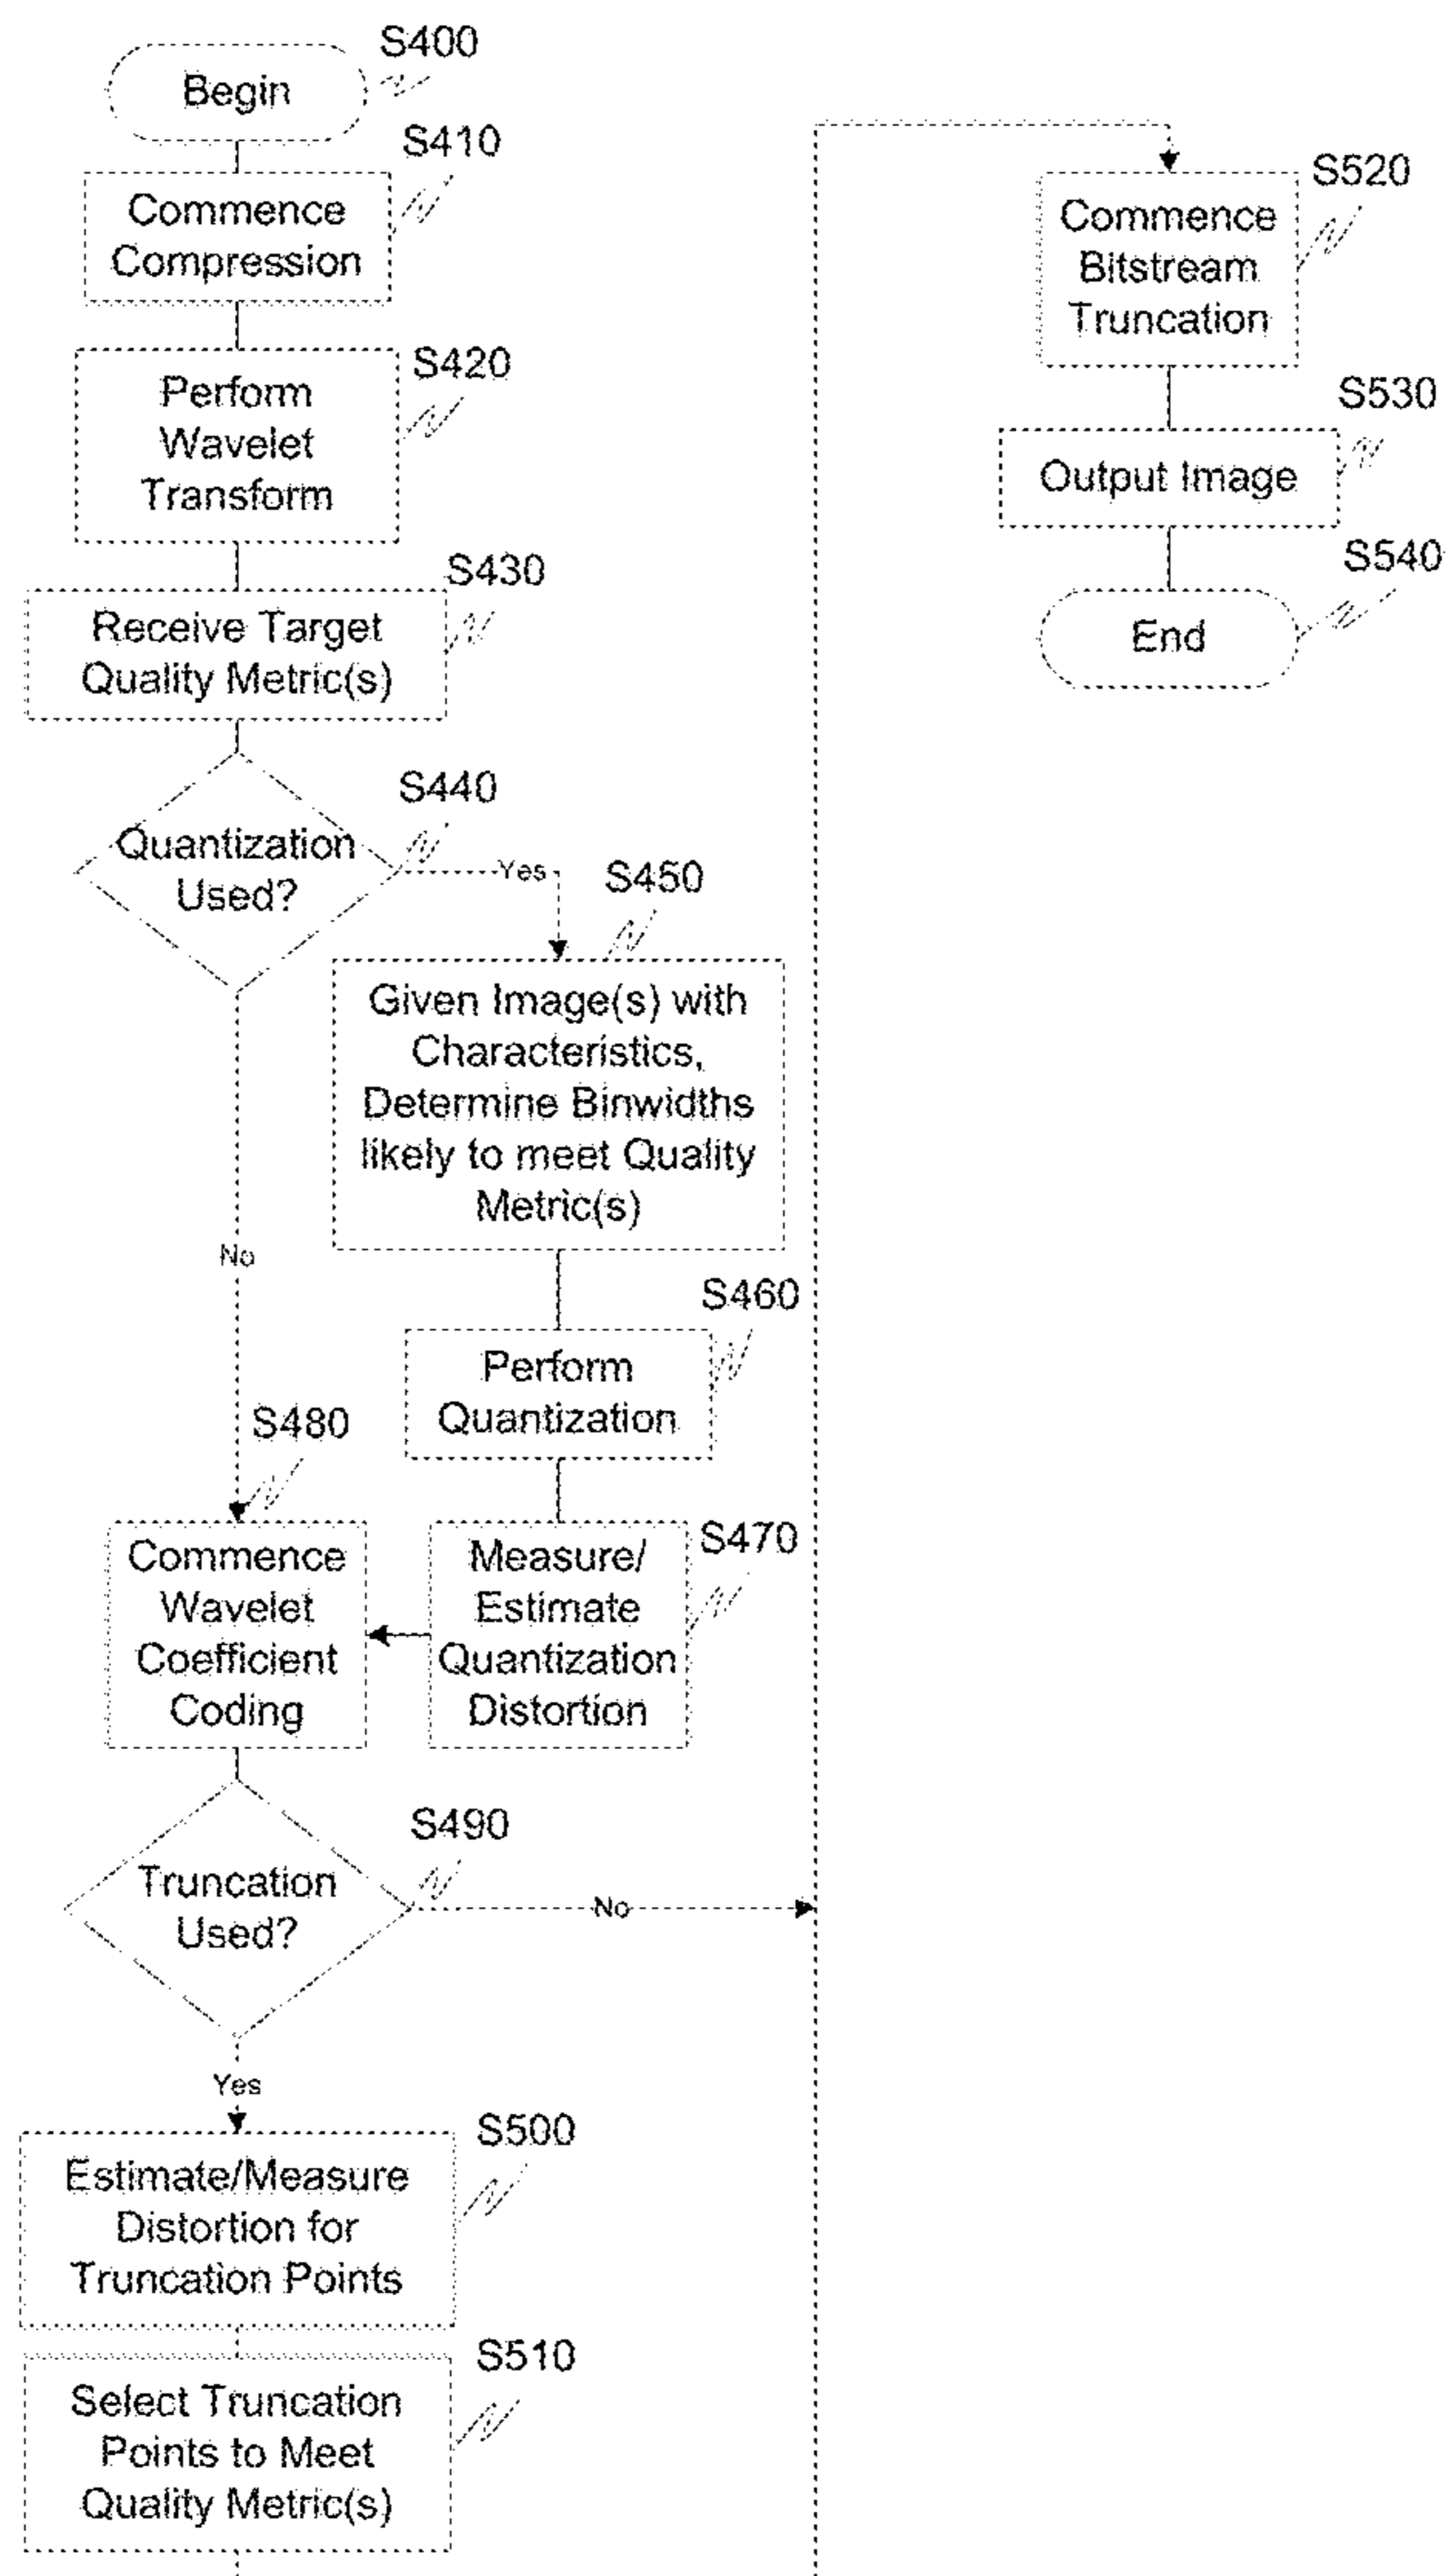 S400
Begin
S410
Commence
Compression
S420
Perform
Wavelet
Transform
S430
Receive Target
Quality Metric(s)
S440
Quantization
Used?
Yes
S450
Given Image(s) with
Characteristics,
Determine Binwidths
likely to meet Quality
Metric(s)
No
S460
Perform
Quantization
S480
Commence
Wavelet
Coefficient
Coding
S470
Measure/
Estimate
Quantization
Distortion
S490
Truncation
Used?
No
Yes
S500
Estimate/Measure
Distortion for
Truncation Points
S510
Select Truncation
Points to Meet
Quality Metric(s)
S520
Commence
Bitstream
Truncation
S530
Output Image
S540
End